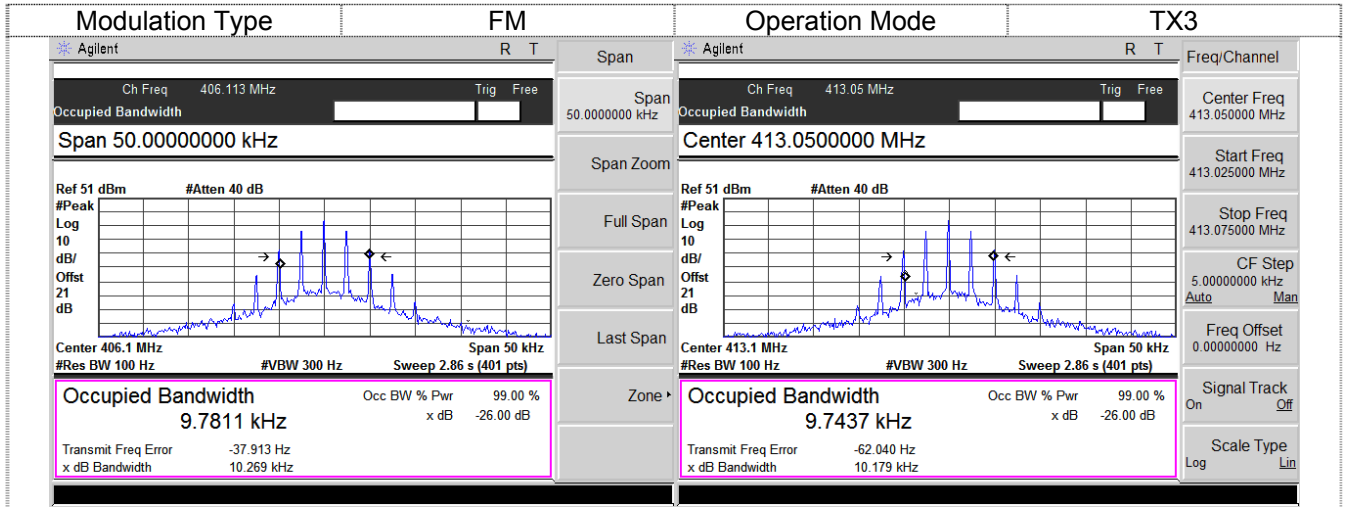 Modulation Type FM Operation Mode TX3
Agilent R T
Ch Freq 406.113 MHz Trig Free
Occupied Bandwidth
Span 50.00000000 kHz
Ref 51 dBm #Atten 40 dB
#Peak
Log
10
dB/
Offst
21
dB
Center 406.1 MHz Span 50 kHz
#Res BW 100 Hz #VBW 300 Hz Sweep 2.86 s (401 pts)
Occupied Bandwidth Occ BW % Pwr 99.00 %
9.7811 kHz x dB -26.00 dB
Transmit Freq Error -37.913 Hz
x dB Bandwidth 10.269 kHz
Span
Span
50.0000000 kHz
Span Zoom
Full Span
Zero Span
Last Span
Zone
Agilent R T
Ch Freq 413.05 MHz Trig Free
Occupied Bandwidth
Center 413.0500000 MHz
Ref 51 dBm #Atten 40 dB
#Peak
Log
10
dB/
Offst
21
dB
Center 413.1 MHz Span 50 kHz
#Res BW 100 Hz #VBW 300 Hz Sweep 2.86 s (401 pts)
Occupied Bandwidth Occ BW % Pwr 99.00 %
9.7437 kHz x dB -26.00 dB
Transmit Freq Error -62.040 Hz
x dB Bandwidth 10.179 kHz
Freq/Channel
Center Freq
413.050000 MHz
Start Freq
413.025000 MHz
Stop Freq
413.075000 MHz
CF Step
5.00000000 kHz
Auto Man
Freq Offset
0.00000000 Hz
Signal Track
On Off
Scale Type
Log Lin